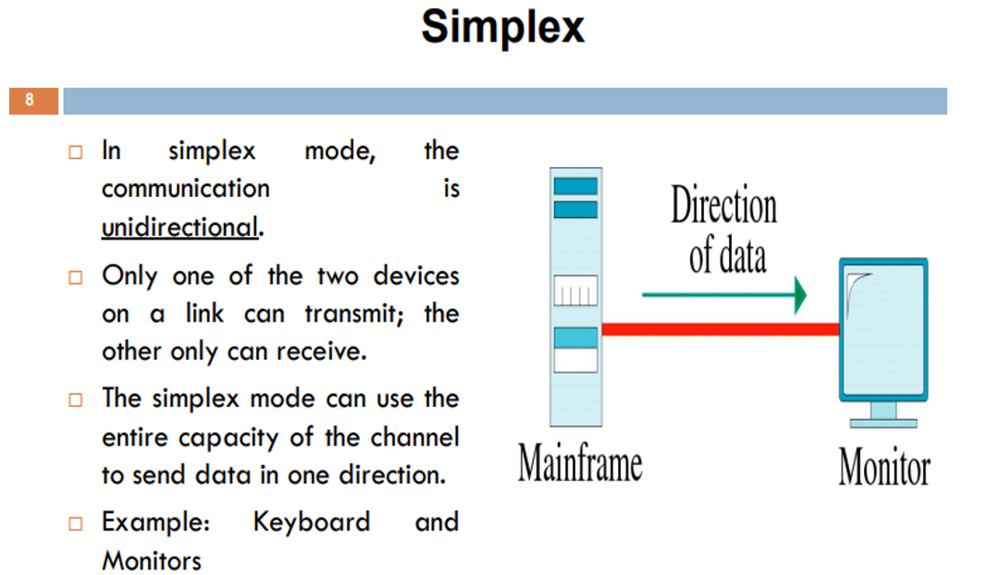 Simplex
8
In simplex mode, the
communication is
unidirectional.
Only one of the two devices
on a link can transmit; the
other only can receive.
The simplex mode can use the
entire capacity of the channel
to send data in one direction.
Example: Keyboard and
Monitors
Direction
of data
Mainframe
Monitor